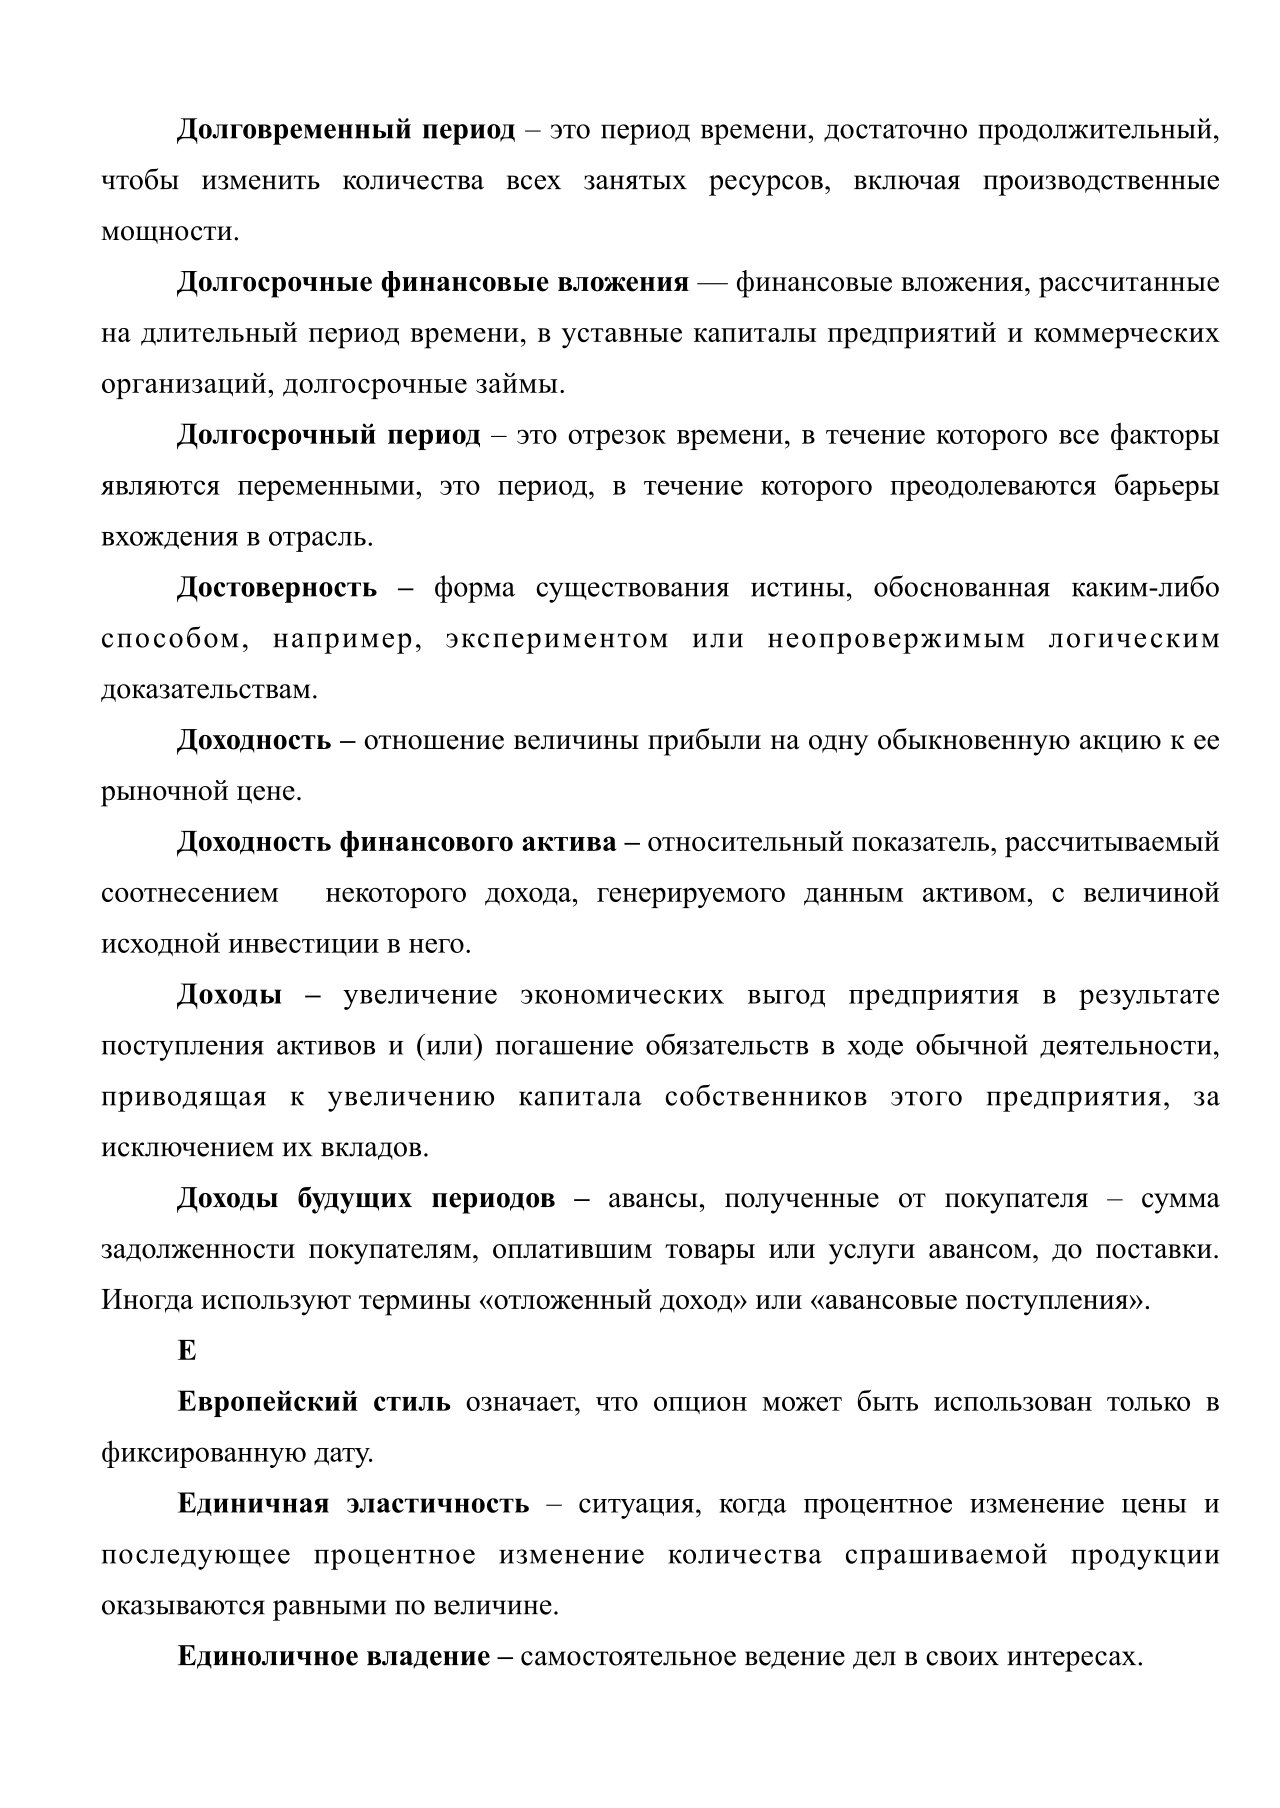 Долговременный период – это период времени, достаточно продолжительный,
чтобы изменить количества всех занятых ресурсов, включая производственные
мощности.
Долгосрочные финансовые вложения — финансовые вложения, рассчитанные
на длительный период времени, в уставные капиталы предприятий и коммерческих
организаций, долгосрочные займы.
Долгосрочный период – это отрезок времени, в течение которого все факторы
являются переменными, это период, в течение которого преодолеваются барьеры
вхождения в отрасль.
Достоверность – форма существования истины, обоснованная каким-либо
способом, например, экспериментом или неопровержимым логическим
доказательствам.
Доходность – отношение величины прибыли на одну обыкновенную акцию к ее
рыночной цене.
Доходность финансового актива – относительный показатель, рассчитываемый
соотнесением некоторого дохода, генерируемого данным активом, с величиной
исходной инвестиции в него.
Доходы – увеличение экономических выгод предприятия в результате
поступления активов и (или) погашение обязательств в ходе обычной деятельности,
приводящая к увеличению капитала собственников этого предприятия, за
исключением их вкладов.
Доходы будущих периодов – авансы, полученные от покупателя – сумма
задолженности покупателям, оплатившим товары или услуги авансом, до поставки.
Иногда используют термины «отложенный доход» или «авансовые поступления».
Е
Европейский стиль означает, что опцион может быть использован только в
фиксированную дату.
Единичная эластичность – ситуация, когда процентное изменение цены и
последующее процентное изменение количества спрашиваемой продукции
оказываются равными по величине.
Единоличное владение – самостоятельное ведение дел в своих интересах.